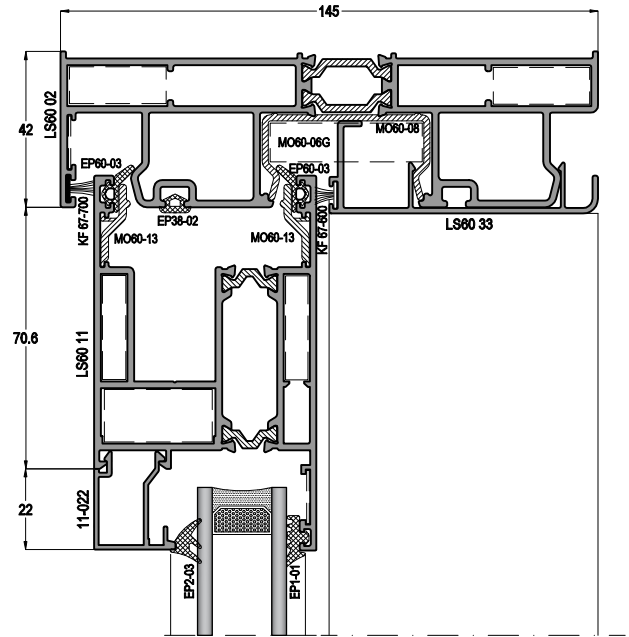 145
LS60 02
42
MO60-06G
MO60-08
EP60-03
EP60-03
KF 67-700
EP38-02
KF 67-600
LS60 33
MO60-13
MO60-13
70.6
LS60 11
22
11-022
EP2-03
EP1-01